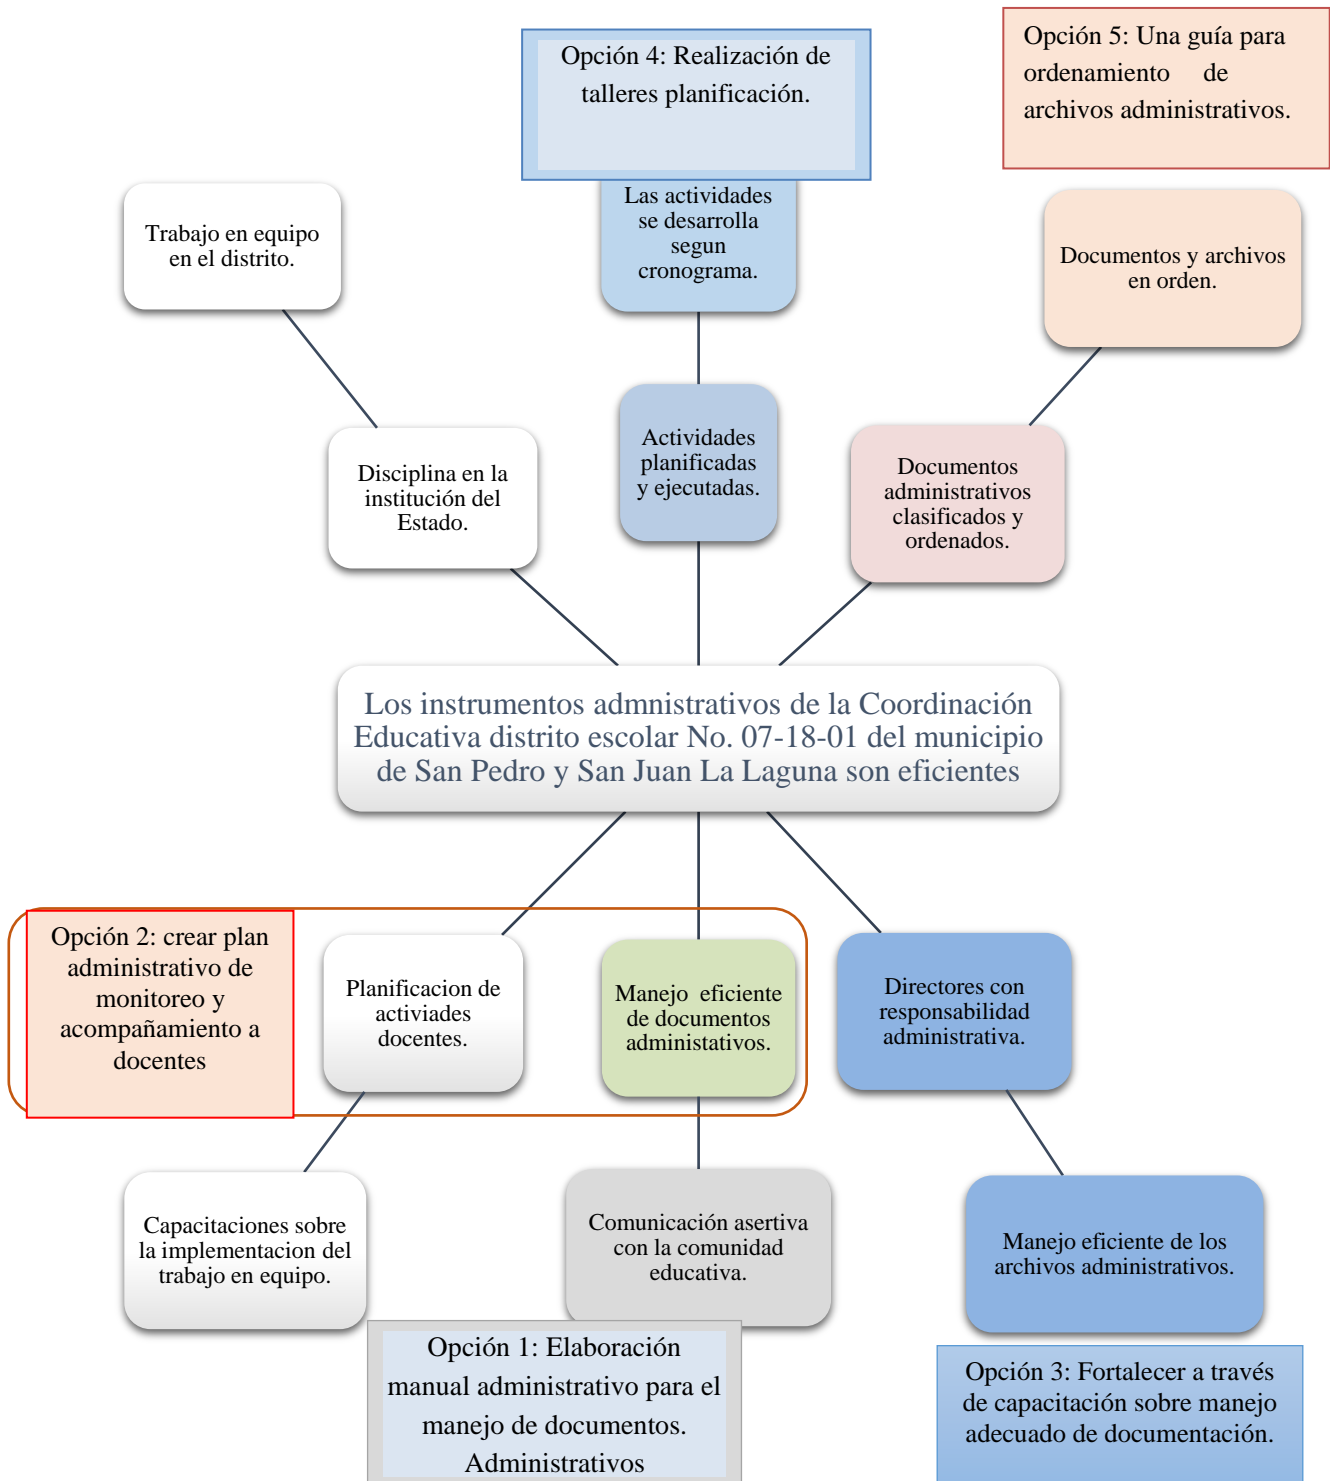 Opción 4: Realización de
talleres planificación.
Opción 5: Una guía para
ordenamiento de
archivos administrativos.
Trabajo en equipo
en el distrito.
Las actividades
se desarrolla
segun
cronograma.
Documentos y archivos
en orden.
Disciplina en la
institución del
Estado.
Actividades
planificadas
y ejecutadas.
Documentos
administrativos
clasificados y
ordenados.
Los instrumentos admnistrativos de la Coordinación
Educativa distrito escolar No. 07-18-01 del municipio
de San Pedro y San Juan La Laguna son eficientes
Opción 2: crear plan
administrativo de
monitoreo y
acompañamiento a
docentes
Planificacion de
activiades
docentes.
Manejo eficiente
de documentos
administativos.
Directores con
responsabilidad
administrativa.
Capacitaciones sobre
la implementacion del
trabajo en equipo.
Comunicación asertiva
con la comunidad
educativa.
Manejo eficiente de los
archivos administrativos.
Opción 1: Elaboración
manual administrativo para el
manejo de documentos.
Administrativos
Opción 3: Fortalecer a través
de capacitación sobre manejo
adecuado de documentación.